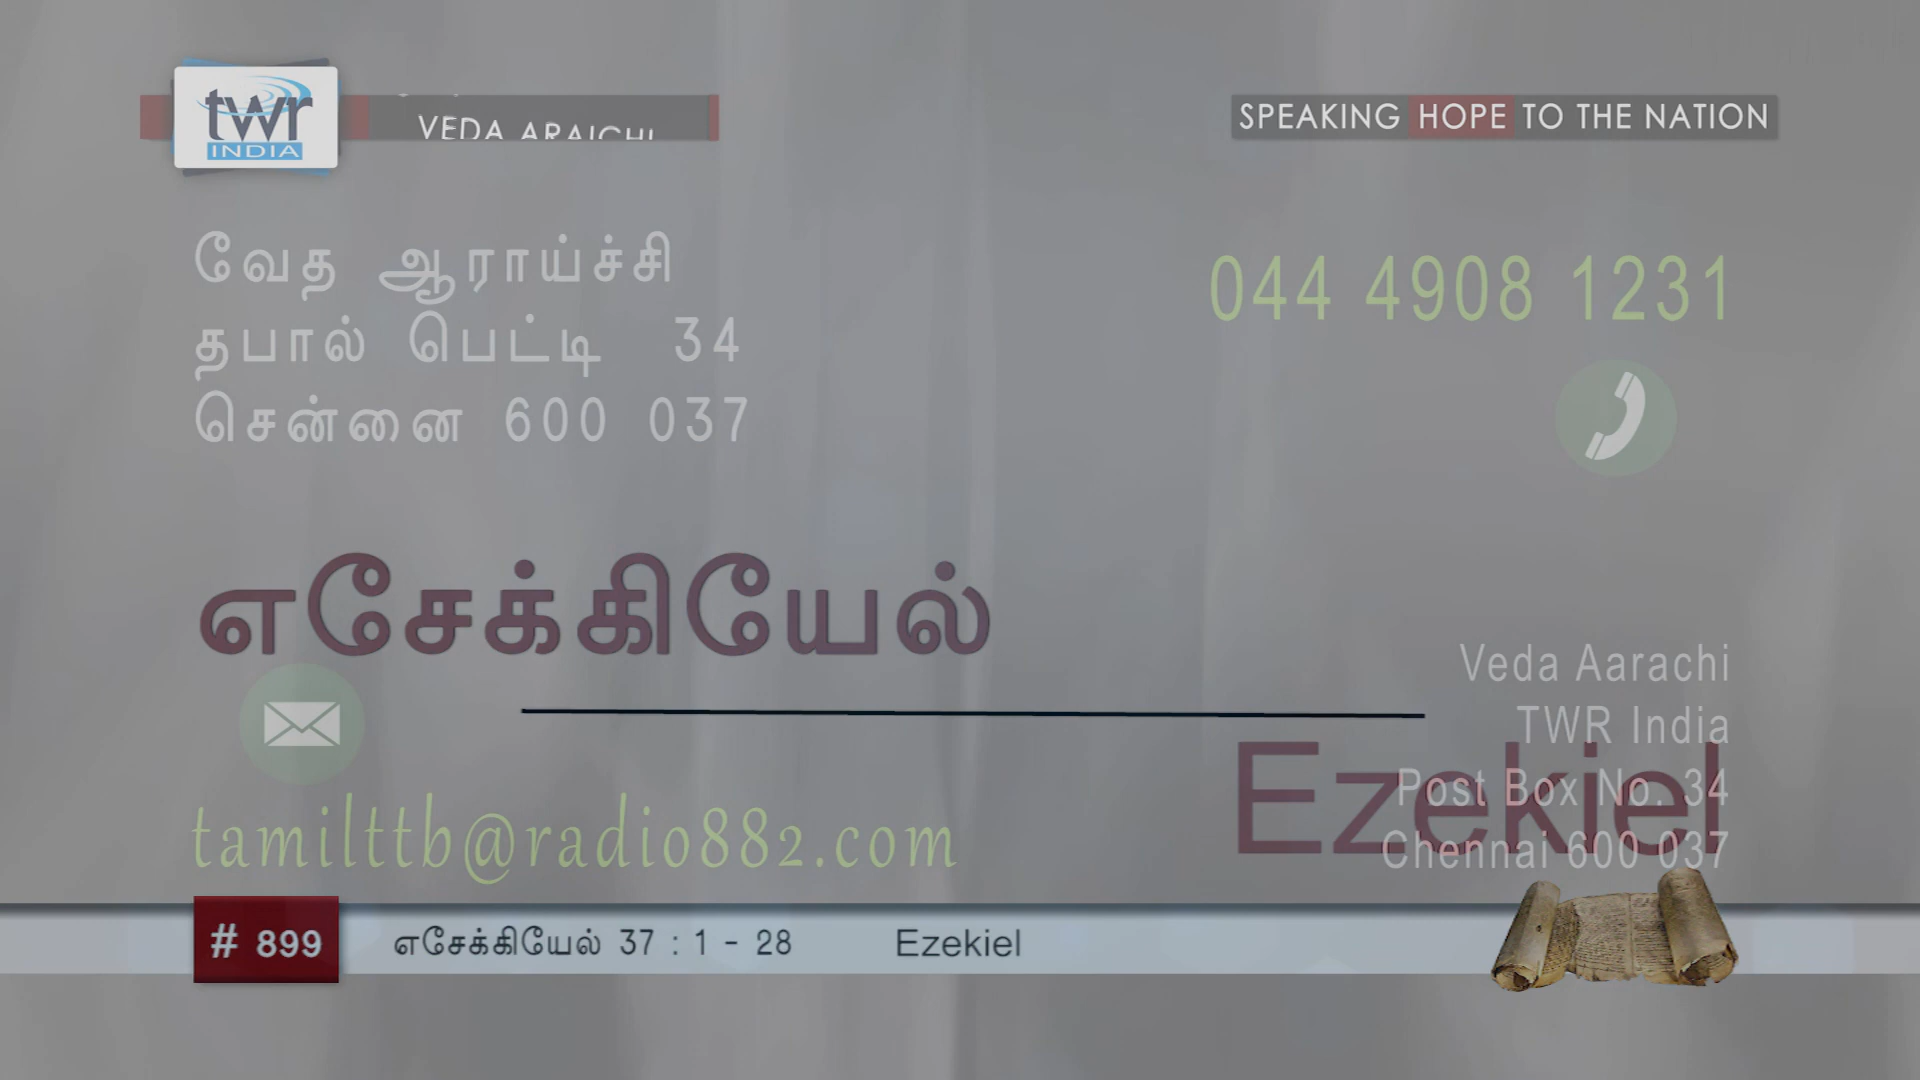 twr
INDIA
VEDA ARAICHI
SPEAKING HOPE TO THE NATION
வேத ஆராய்ச்சி
தபால் பெட்டி 34
சென்னை 600 037
044 4908 1231
எசேக்கியேல்
Ezekiel
tamilttb@radio882.com
Veda Aarachi
TWR India
Post Box No. 34
Chennai 600 037
# 899
எசேக்கியேல் 37 : 1 - 28
Ezekiel